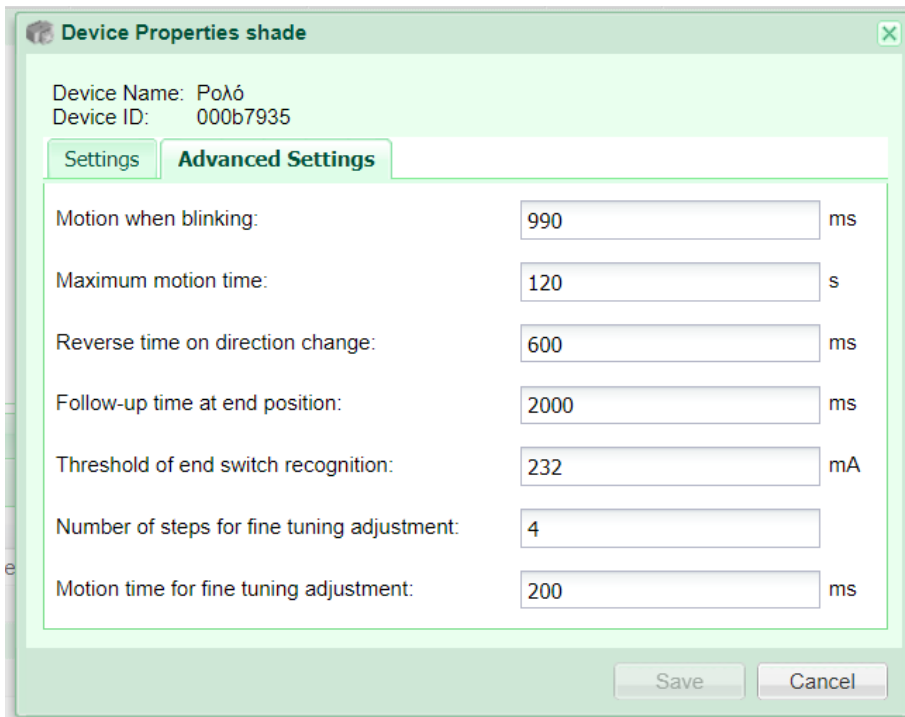 Device Properties shade
Device Name: Ρολό
Device ID: 000b7935
Settings Advanced Settings
Motion when blinking: 990 ms
Maximum motion time: 120 s
Reverse time on direction change: 600 ms
Follow-up time at end position: 2000 ms
Threshold of end switch recognition: 232 mA
Number of steps for fine tuning adjustment: 4
e
Motion time for fine tuning adjustment: 200 ms
Save Cancel